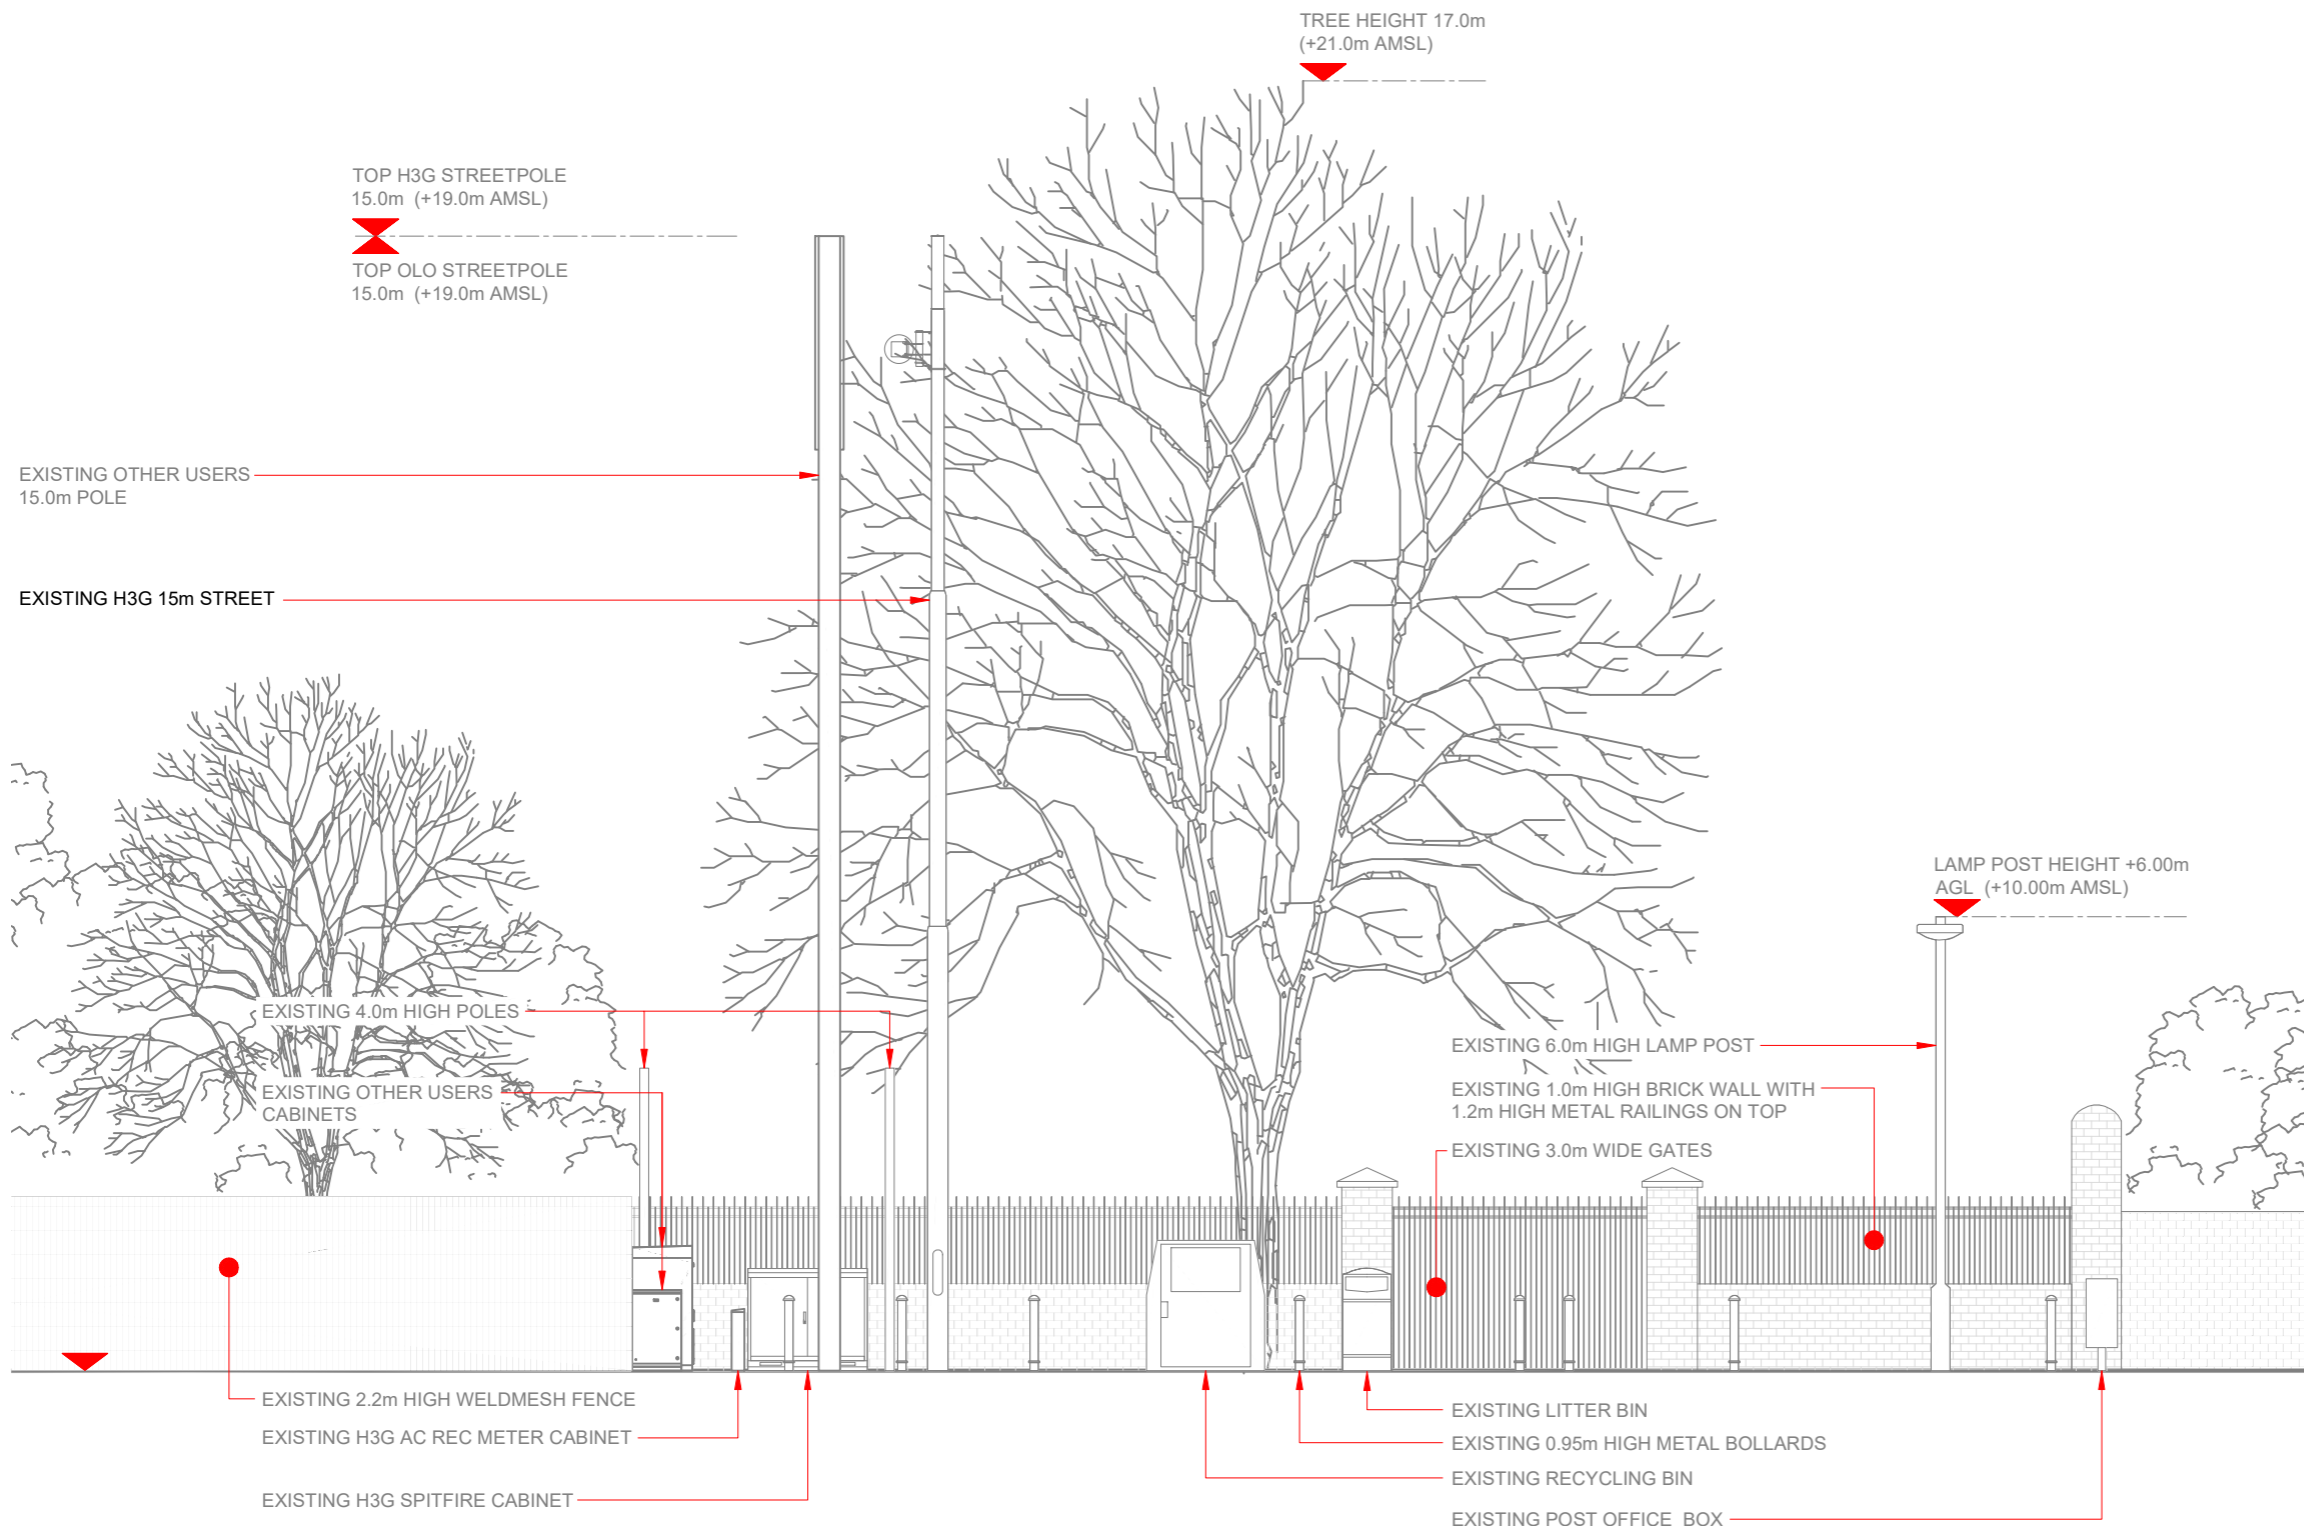 TREE HEIGHT 17.0m
(+21.0m AMSL)
TOP H3G STREETPOLE
15.0m (+19.0m AMSL)
TOP OLO STREETPOLE
15.0m (+19.0m AMSL)
EXISTING OTHER USERS
15.0m POLE
EXISTING H3G 15m STREET
LAMP POST HEIGHT +6.00m
AGL (+10.00m AMSL)
EXISTING 4.0m HIGH POLES
EXISTING OTHER USERS
CABINETS
EXISTING 6.0m HIGH LAMP POST
EXISTING 1.0m HIGH BRICK WALL WITH
1.2m HIGH METAL RAILINGS ON TOP
EXISTING 3.0m WIDE GATES
EXISTING 2.2m HIGH WELDMESH FENCE
EXISTING H3G AC REC METER CABINET
EXISTING H3G SPITFIRE CABINET
EXISTING LITTER BIN
EXISTING 0.95m HIGH METAL BOLLARDS
EXISTING RECYCLING BIN
EXISTING POST OFFICE BOX